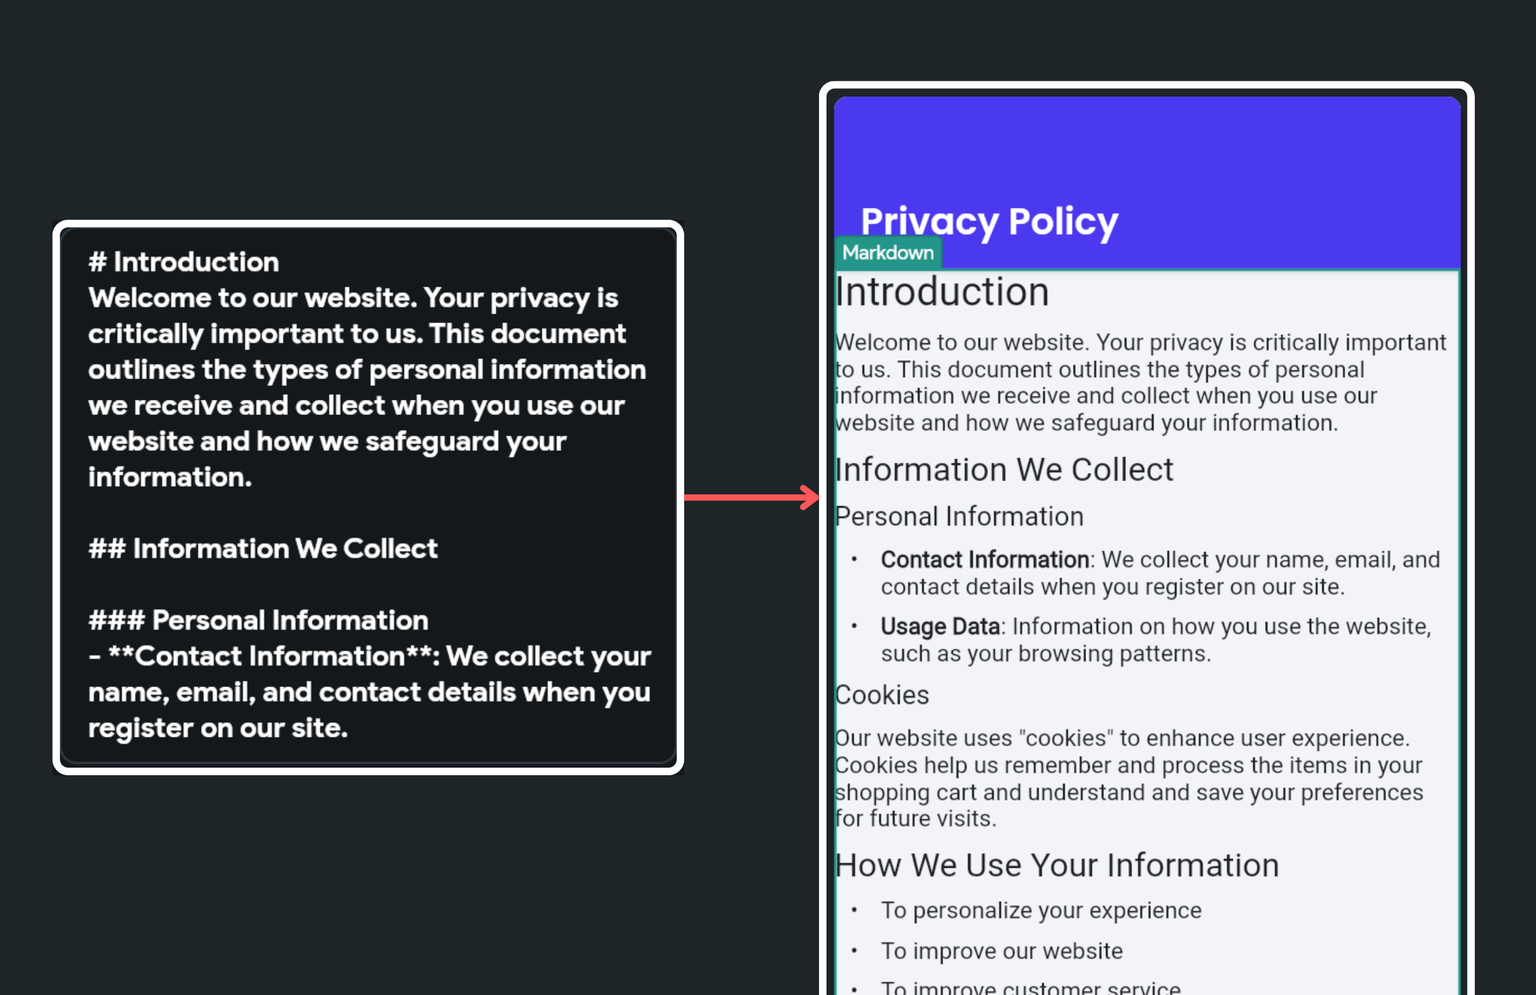 # Introduction
Welcome to our website. Your privacy is
critically important to us. This document
outlines the types of personal information
we receive and collect when you use our
website and how we safeguard your
information.
## Information We Collect
### Personal Information
- **Contact Information**: We collect your
name, email, and contact details when you
register on our site.
Privacy Policy
Markdown
Introduction
Welcome to our website. Your privacy is critically important
to us. This document outlines the types of personal
information we receive and collect when you use our
website and how we safeguard your information.
Information We Collect
Personal Information
• Contact Information: We collect your name, email, and
contact details when you register on our site.
• Usage Data: Information on how you use the website,
such as your browsing patterns.
Cookies
Our website uses "cookies" to enhance user experience.
Cookies help us remember and process the items in your
shopping cart and understand and save your preferences
for future visits.
How We Use Your Information
• To personalize your experience
• To improve our website
• To improve customer service